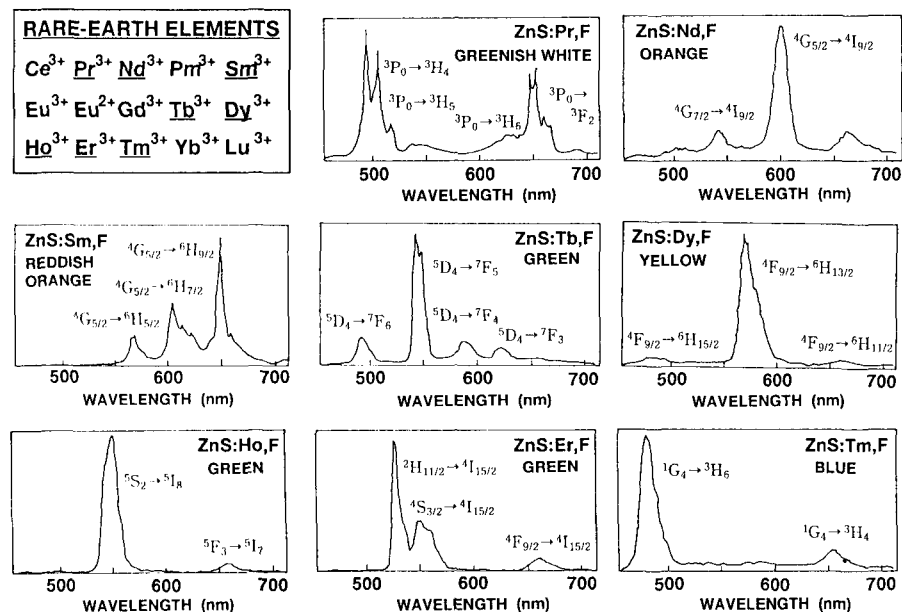 RARE-EARTH ELEMENTS
Ce³⁺ Pr³⁺ Nd³⁺ Pm³⁺ Sm³⁺
Eu³⁺ Eu²⁺ Gd³⁺ Tb³⁺ Dy³⁺
Ho³⁺ Er³⁺ Tm³⁺ Yb³⁺ Lu³⁺
ZnS:Pr,F
GREENISH WHITE
³P₀→³H₄
³P₀→³H₅
³P₀→³H₆
³P₀→
³F₂
500 600 700
WAVELENGTH (nm)
ZnS:Nd,F
ORANGE
⁴G₅/₂→⁴I₉/₂
⁴G₇/₂→⁴I₉/₂
500 600 700
WAVELENGTH (nm)
ZnS:Sm,F
REDDISH
ORANGE
⁴G₅/₂→⁶H₉/₂
⁴G₅/₂→⁶H₇/₂
⁴G₅/₂→⁶H₅/₂
500 600 700
WAVELENGTH (nm)
ZnS:Tb,F
GREEN
⁵D₄→⁷F₅
⁵D₄→⁷F₆
⁵D₄→⁷F₄
⁵D₄→⁷F₃
500 600 700
WAVELENGTH (nm)
ZnS:Dy,F
YELLOW
⁴F₉/₂→⁶H₁₃/₂
⁴F₉/₂→⁶H₁₅/₂
⁴F₉/₂→⁶H₁₁/₂
500 600 700
WAVELENGTH (nm)
ZnS:Ho,F
GREEN
⁵S₂→⁵I₈
⁵F₃→⁵I₇
500 600 700
WAVELENGTH (nm)
ZnS:Er,F
GREEN
²H₁₁/₂→⁴I₁₅/₂
⁴S₃/₂→⁴I₁₅/₂
⁴F₉/₂→⁴I₁₅/₂
500 600 700
WAVELENGTH (nm)
ZnS:Tm,F
BLUE
¹G₄→³H₆
¹G₄→³H₄
500 600 700
WAVELENGTH (nm)